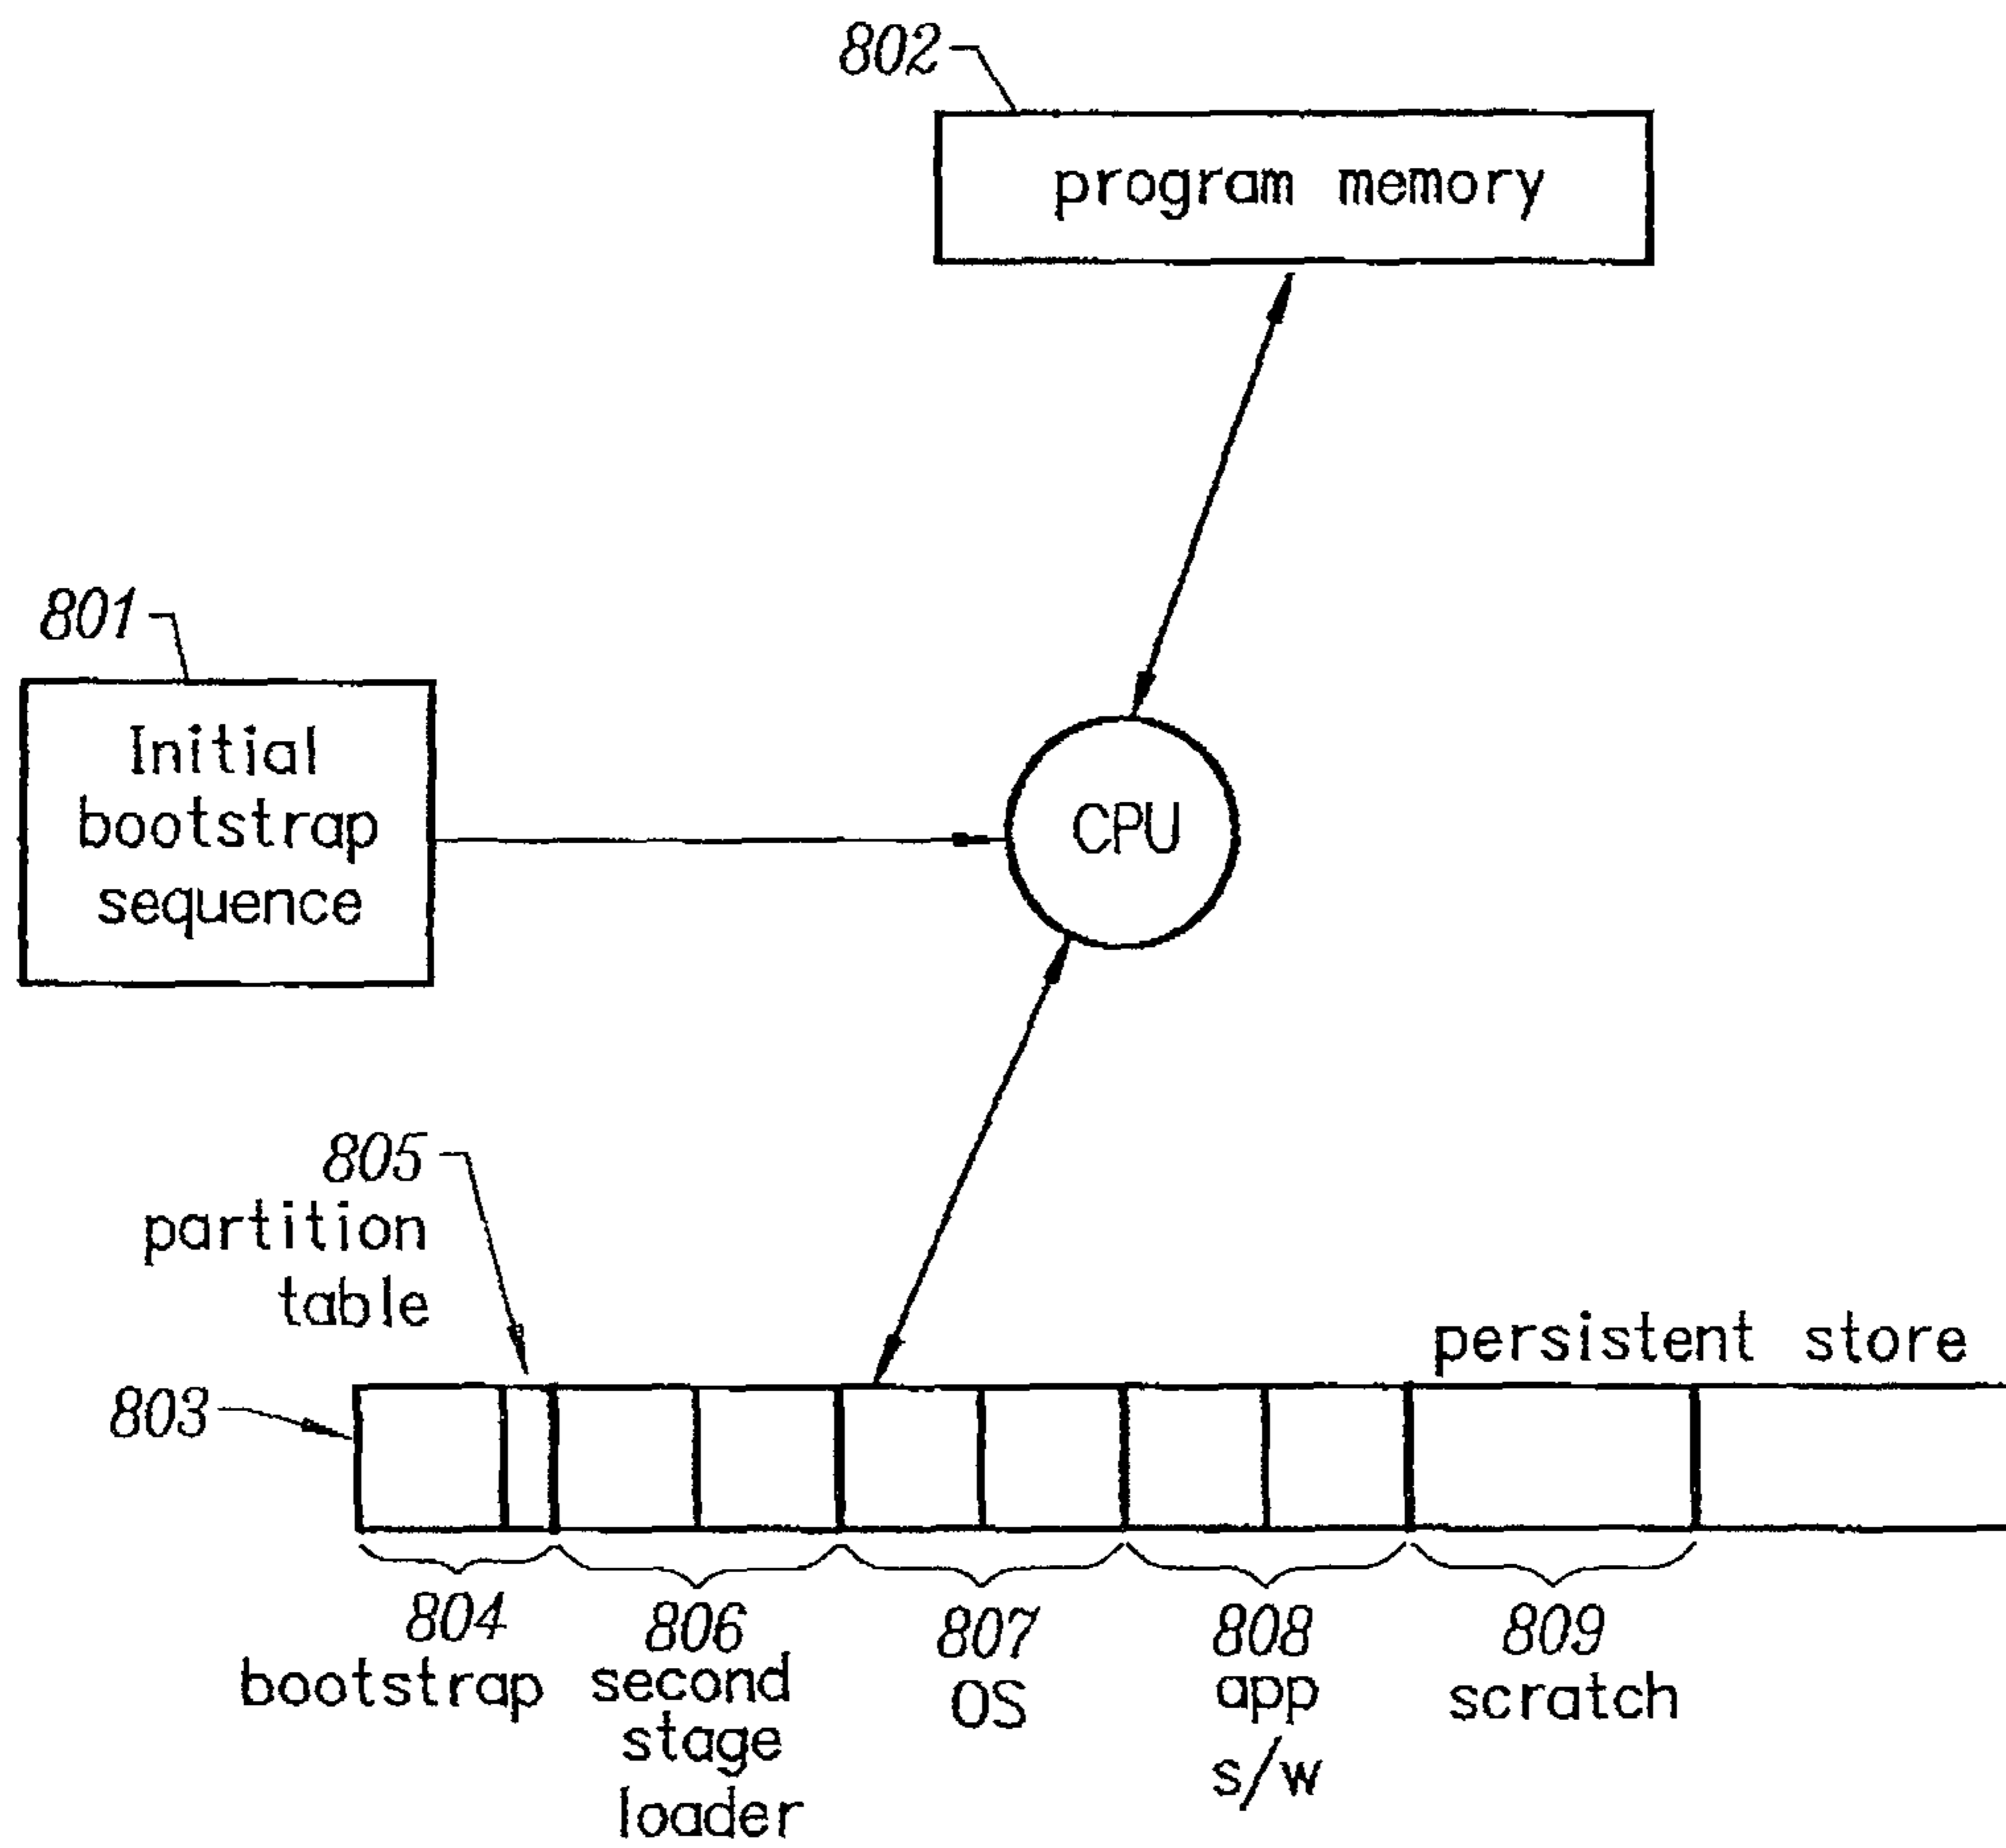 802
program memory
801
Initial
bootstrap
sequence
CPU
805
partition
table
persistent store
803
804
bootstrap
806
second
stage
loader
807
OS
808
app
s/w
809
scratch